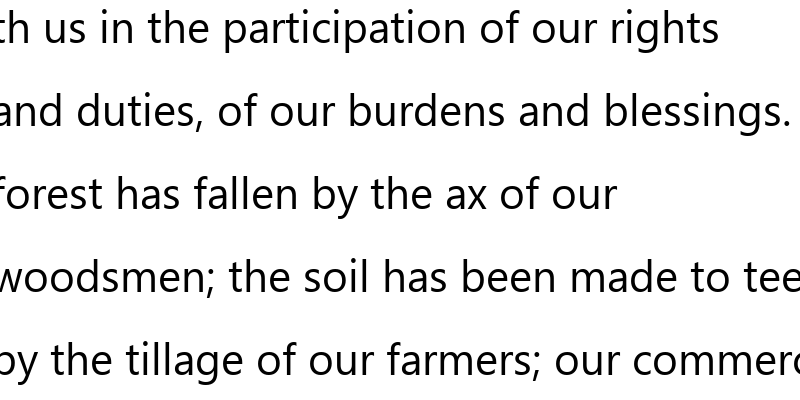 th us in the participation of our rights
and duties, of our burdens and blessings.
forest has fallen by the ax of our
woodsmen; the soil has been made to tee
by the tillage of our farmers; our commerc